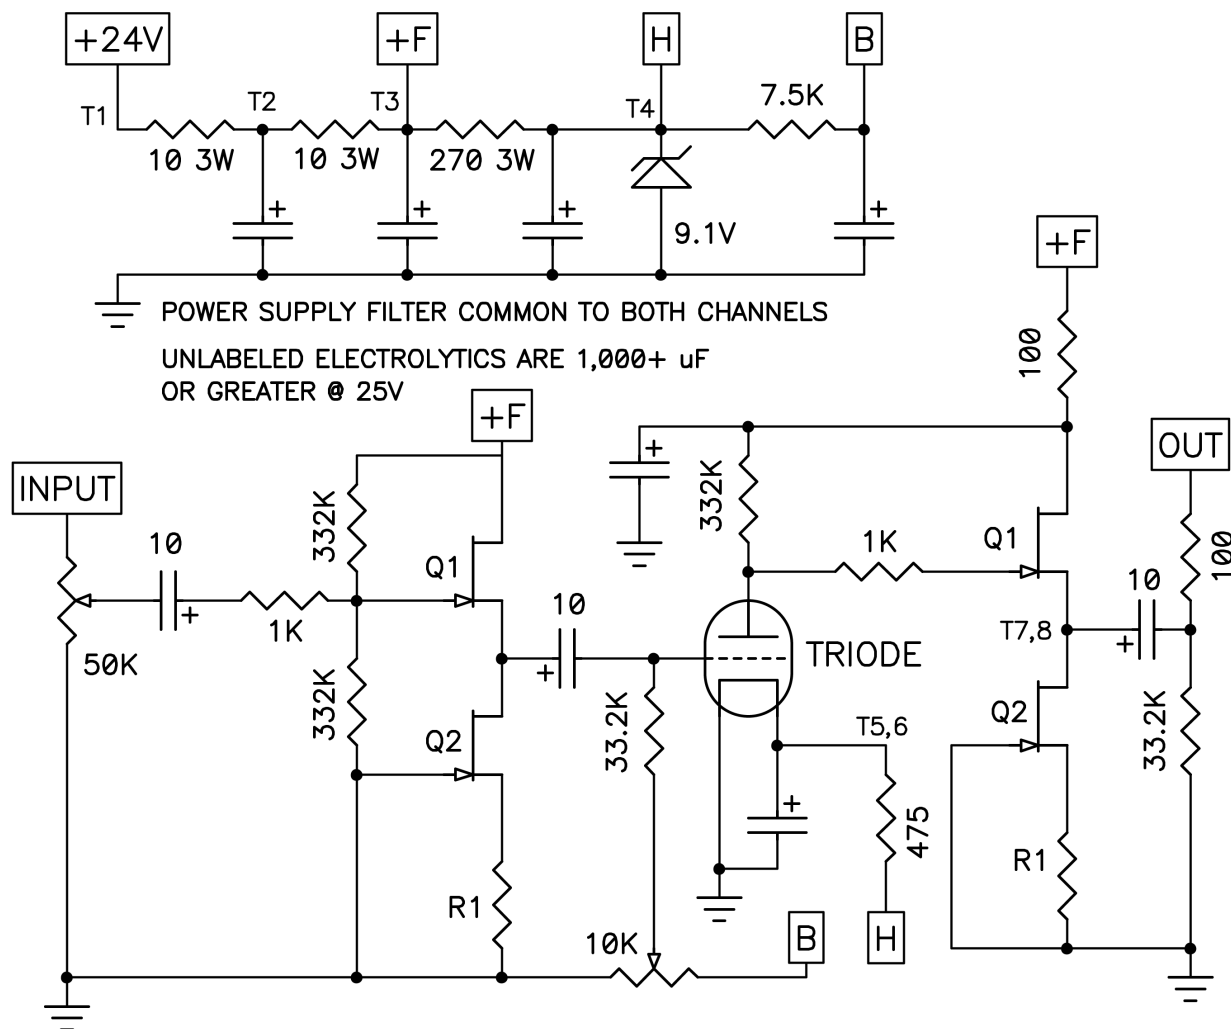 +24V
+F
H
B
T1
T2
T3
T4
7.5K
10 3W
10 3W
270 3W
+
+
+
+
9.1V
+F
POWER SUPPLY FILTER COMMON TO BOTH CHANNELS
UNLABELED ELECTROLYTICS ARE 1,000+ uF
OR GREATER @ 25V
100
+F
OUT
INPUT
+
332K
332K
10
Q1
1K
Q1
100
10
+
1K
10
T7,8
+
50K
332K
+
TRIODE
33.2K
Q2
T5,6
Q2
33.2K
+
475
R1
R1
10K
B
H